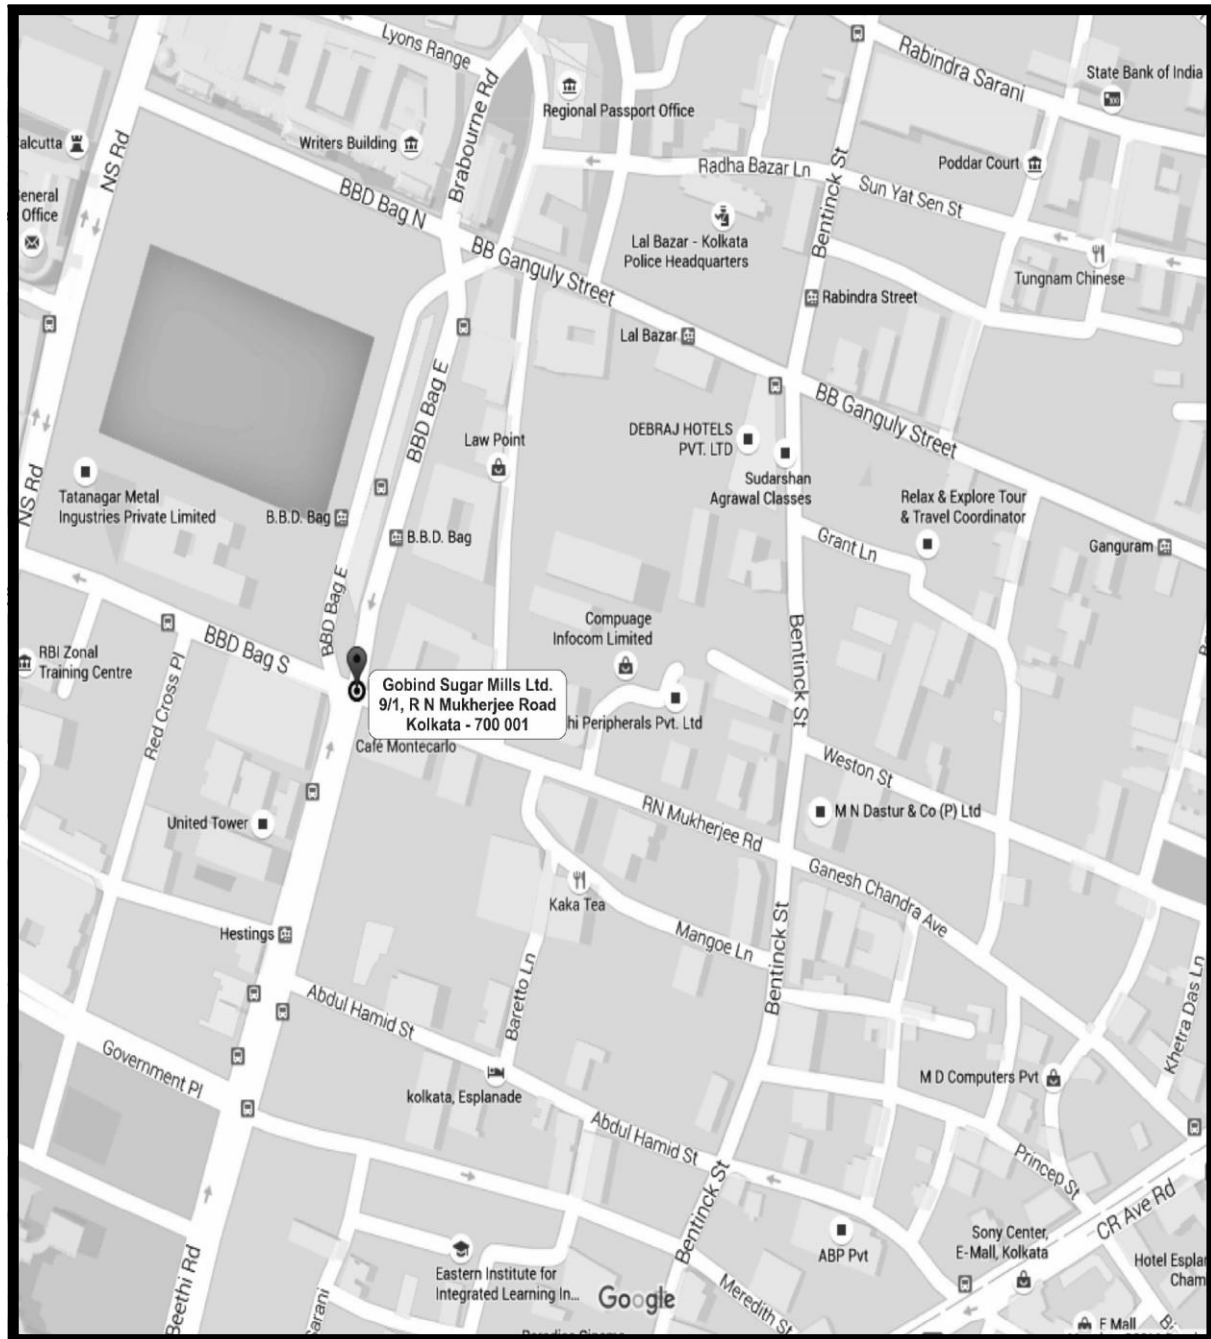 Lyons Range
Rabindra Sarani
State Bank of India
Regional Passport Office
Brabourne Rd
alcutta
NS Rd
Writers Building
Radha Bazar Ln
Bentinck St
Poddar Court
eneral
Office
BBD Bag N
Sun Yat Sen St
Lal Bazar - Kolkata
Police Headquarters
BB Ganguly Street
Tungnam Chinese
Rabindra Street
Lal Bazar
BBD Bag E
BB Ganguly Street
Law Point
DEBRAJ HOTELS
PVT. LTD
Sudarshan
Agrawal Classes
NS Rd
Tatanagar Metal
Ingustries Private Limited
B.B.D. Bag
B.B.D. Bag
Relax & Explore Tour
& Travel Coordinator
Grant Ln
Ganguram
BBD Bag E
Compuage
Infocom Limited
Bentinck St
BBD Bag S
RBI Zonal
Training Centre
Red Cross Pl
Gobind Sugar Mills Ltd.
9/1, R N Mukherjee Road
Kolkata - 700 001
hi Peripherals Pvt. Ltd
Café Montecarlo
Weston St
RN Mukherjee Rd
M N Dastur & Co (P) Ltd
United Tower
Ganesh Chandra Ave
Kaka Tea
Hestings
Mangoe Ln
Bentinck St
Baretto Ln
Abdul Hamid St
Khetra Das Ln
Government Pl
M D Computers Pvt
kolkata, Esplanade
Abdul Hamid St
Princep St
Bentinck St
CR Ave Rd
ABP Pvt
Sony Center,
E-Mall, Kolkata
Hotel Esplan
Cham
Beethi Rd
Eastern Institute for
Integrated Learning In...
Google
Meredith St
Sarani
E Mall